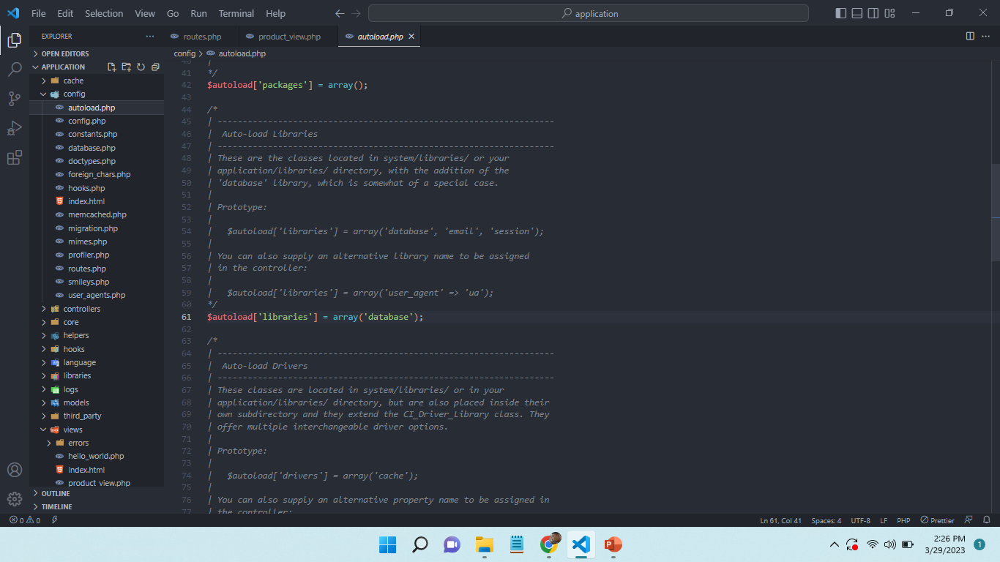 File Edit Selection View Go Run Terminal Help
application
EXPLORER
routes.php
product_view.php
autoload.php
OPEN EDITORS
APPLICATION
cache
config
autoload.php
config.php
constants.php
database.php
doctypes.php
foreign_chars.php
hooks.php
index.html
memcached.php
migration.php
mimes.php
profiler.php
routes.php
smileys.php
user_agents.php
controllers
core
helpers
hooks
language
libraries
logs
models
third_party
views
errors
hello_world.php
index.html
product_view.php
OUTLINE
TIMELINE
config > autoload.php
40 |
41 */
42 $autoload['packages'] = array();
43
44 /*
45 | -------------------------------------------------------------------
46 |  Auto-load Libraries
47 | -------------------------------------------------------------------
48 | These are the classes located in system/libraries/ or your
49 | application/libraries/ directory, with the addition of the
50 | 'database' library, which is somewhat of a special case.
51 |
52 | Prototype:
53 |
54 |   $autoload['libraries'] = array('database', 'email', 'session');
55 |
56 | You can also supply an alternative library name to be assigned
57 | in the controller:
58 |
59 |   $autoload['libraries'] = array('user_agent' => 'ua');
60 */
61 $autoload['libraries'] = array('database');
62
63 /*
64 | -------------------------------------------------------------------
65 |  Auto-load Drivers
66 | -------------------------------------------------------------------
67 | These classes are located in system/libraries/ or in your
68 | application/libraries/ directory, but are also placed inside their
69 | own subdirectory and they extend the CI_Driver_Library class. They
70 | offer multiple interchangeable driver options.
71 |
72 | Prototype:
73 |
74 |   $autoload['drivers'] = array('cache');
75 |
76 | You can also supply an alternative property name to be assigned in
77 | the controller:
0 0
Ln 61, Col 41 Spaces: 4 UTF-8 LF PHP Prettier
2:26 PM
3/29/2023
1